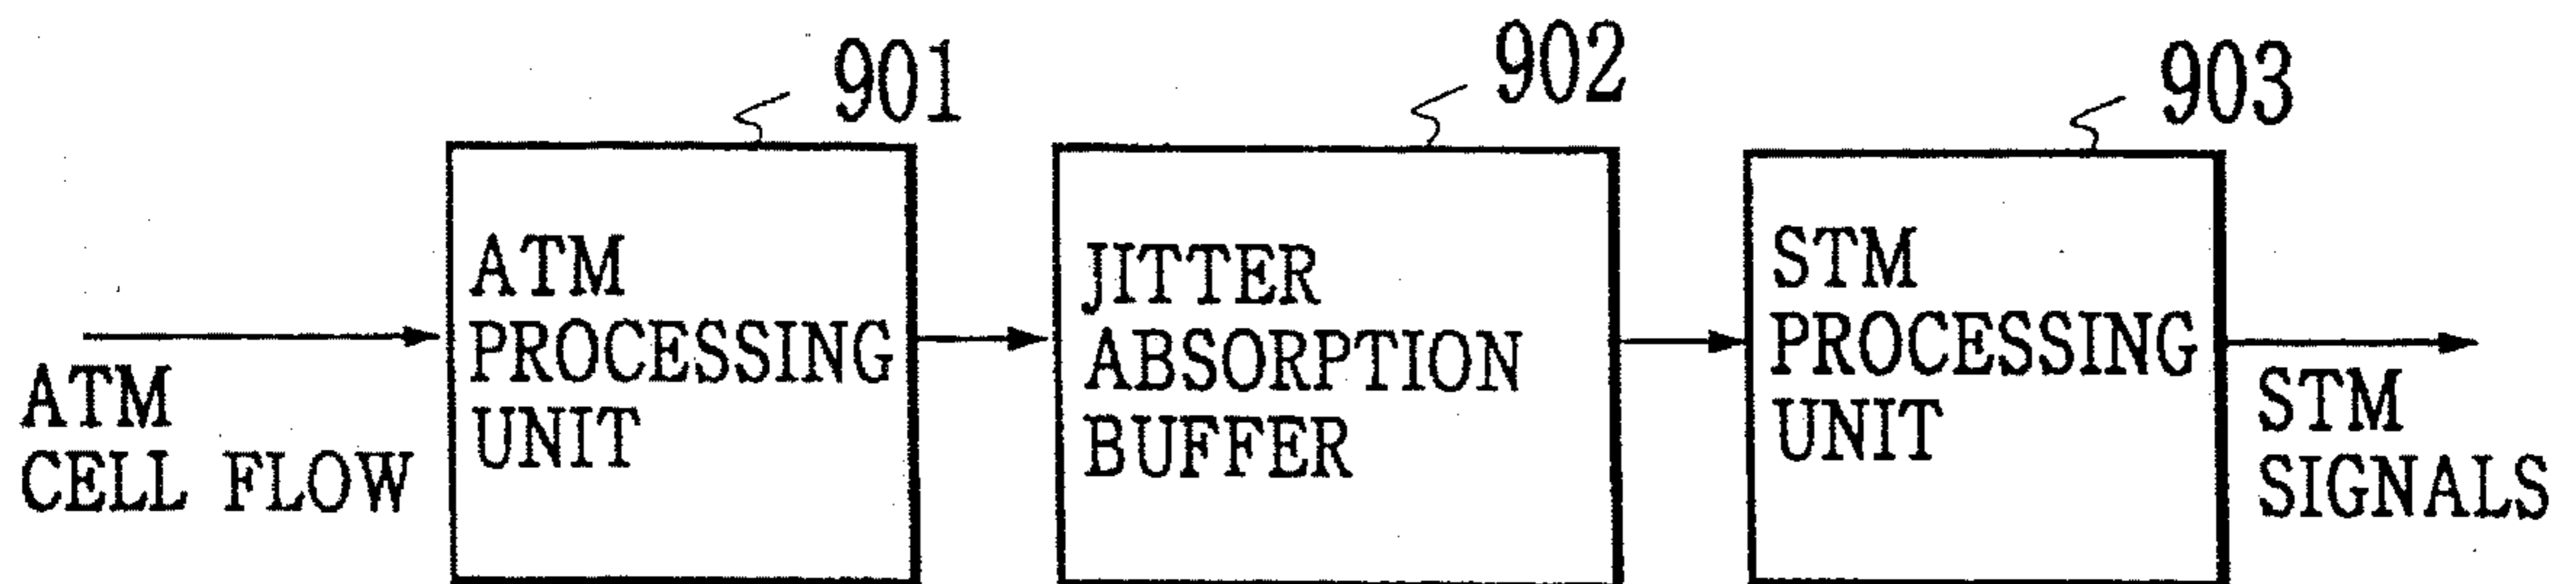 901
902
903
ATM
CELL FLOW
ATM
PROCESSING
UNIT
JITTER
ABSORPTION
BUFFER
STM
PROCESSING
UNIT
STM
SIGNALS